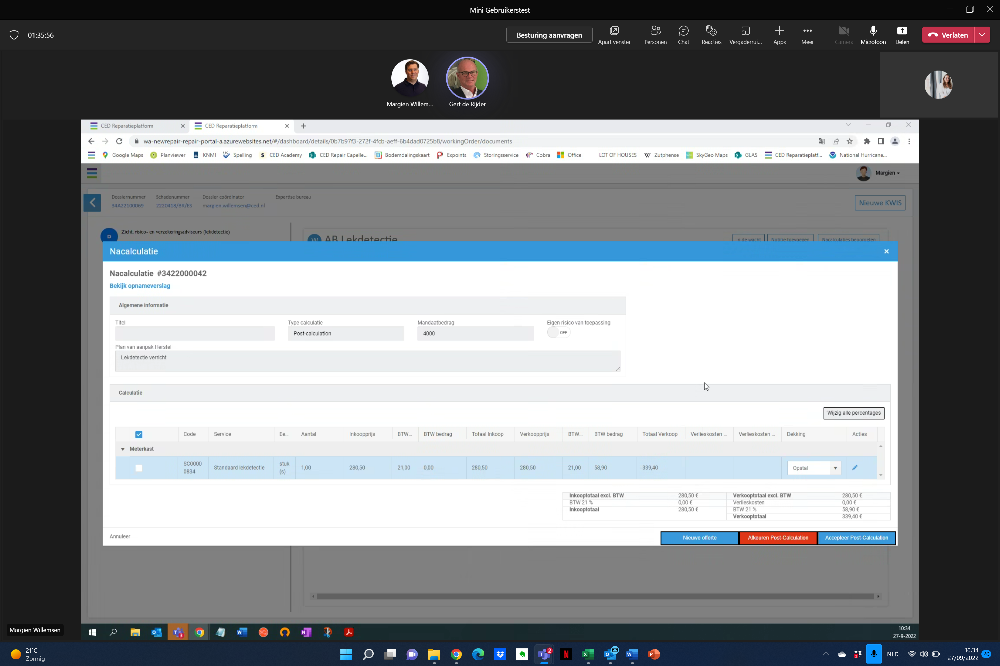 Mini Gebruikerstest
01:35:56
Besturing aanvragen
Apart venster
Personen
Chat
Reacties
Vergaderrui...
Apps
Meer
Camera
Microfoon
Delen
Verlaten
Margien Willem...
Gert de Rijder
CED Reparatieplatform
CED Reparatieplatform
wa-newrepair-repair-portal-a.azurewebsites.net/#/dashboard/details/0b7b97f3-272f-4fcb-aeff-6b4dad0725b8/workingOrder/documents
Google Maps
Planviewer
KNMI
Spelling
CED Academy
CED Repair Capelle...
Bodemdalingskaart
Expoints
Storingsservice
Cobra
Office
LOT OF HOUSES
Zutphense
SkyGeo Maps
GLAS
CED Reparatieplatf...
National Hurricane...
Margien
Dossiernummer
Schadenummer
Dossier coördinator
Expertise bureau
34A22100069
2220418/BR/ES
margien.willemsen@ced.nl
Nieuwe KWIS
D
Zicht, risico- en verzekeringsadviseurs (lekdetectie)
W
AB Lekdetectie
In de wacht
Notitie toevoegen
Nacalculaties beoordelen
Nacalculatie
Nacalculatie #3422000042
Bekijk opnameverslag
Algemene informatie
Titel
Type calculatie
Mandaatbedrag
Eigen risico van toepassing
Post-calculation
4000
OFF
Plan van aanpak Herstel
Lekdetectie verricht
Calculatie
Wijzig alle percentages
Code
Service
Ee...
Aantal
Inkoopprijs
BTW...
BTW bedrag
Totaal Inkoop
Verkoopprijs
BTW...
BTW bedrag
Totaal Verkoop
Verlieskosten ...
Verlieskosten ...
Dekking
Acties
Meterkast
SC0000
0834
Standaard lekdetectie
stuk
(s)
1,00
280,50
21,00
0,00
280,50
280,50
21,00
58,90
339,40
Opstal
Inkooptotaal excl. BTW 280,50 €
BTW 21 % 0,00 €
Inkooptotaal 280,50 €
Verkooptotaal excl. BTW 280,50 €
Verlieskosten 0,00 €
BTW 21 % 58,90 €
Verkooptotaal 339,40 €
Annuleer
Nieuwe offerte
Afkeuren Post-Calculation
Accepteer Post-Calculation
Margien Willemsen
10:34
27-9-2022
21°C
Zonnig
NLD
10:34
27/09/2022
20